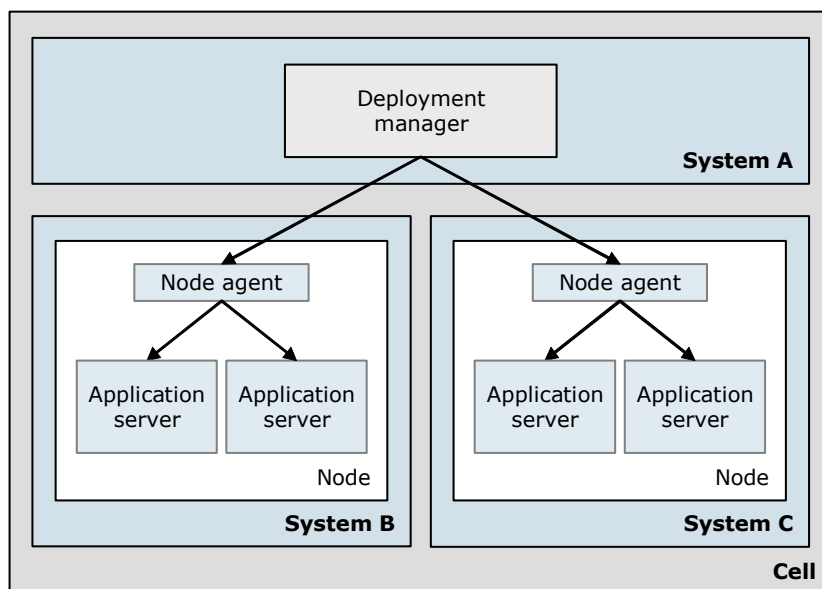 Deployment
manager
System A
Node agent
Application
server
Application
server
Node
System B
Node agent
Application
server
Application
server
Node
System C
Cell